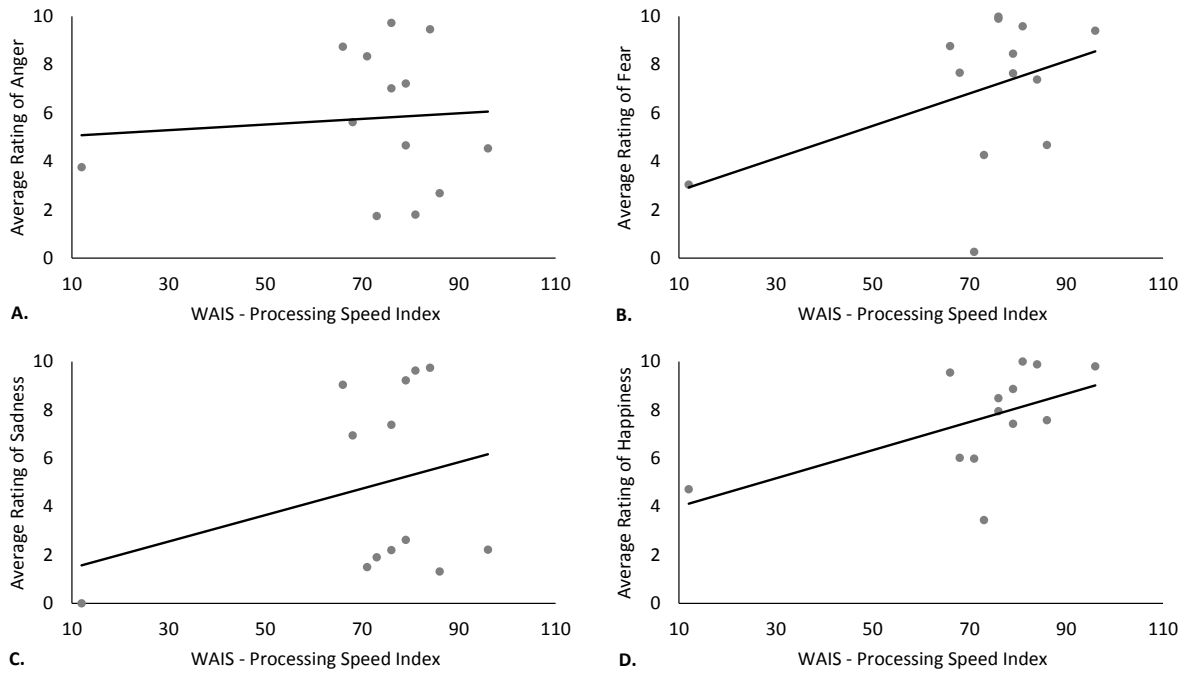 Average Rating of Anger
10
8
6
4
2
0
10 30 50 70 90 110
WAIS - Processing Speed Index
A.
Average Rating of Fear
10
8
6
4
2
0
10 30 50 70 90 110
WAIS - Processing Speed Index
B.
Average Rating of Sadness
10
8
6
4
2
0
10 30 50 70 90 110
WAIS - Processing Speed Index
C.
Average Rating of Happiness
10
8
6
4
2
0
10 30 50 70 90 110
WAIS - Processing Speed Index
D.